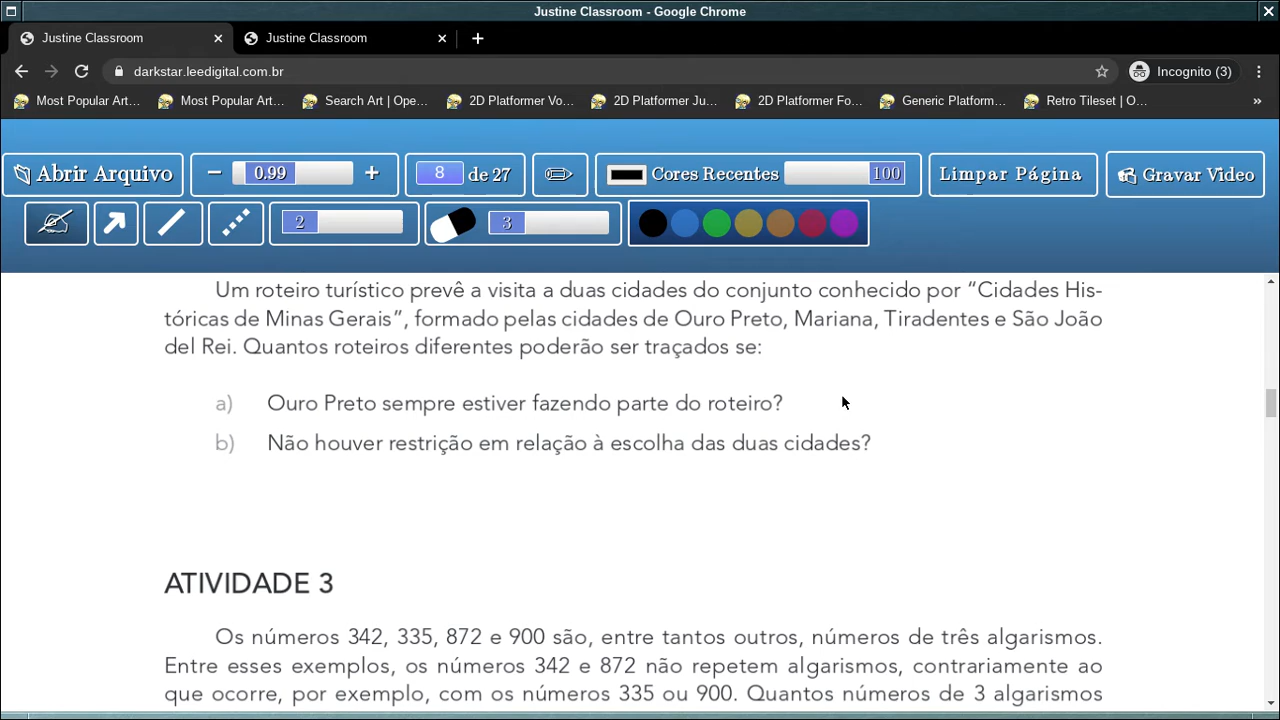 Justine Classroom - Google Chrome
Justine Classroom
Justine Classroom
darkstar.leedigital.com.br
Incognito (3)
Most Popular Art…
Most Popular Art…
Search Art | Ope…
2D Platformer Vo…
2D Platformer Ju…
2D Platformer Fo…
Generic Platform…
Retro Tileset | O…
»
Abrir Arquivo
− 0.99 +
8 de 27
Cores Recentes 100
Limpar Página
Gravar Video
2
3
Um roteiro turístico prevê a visita a duas cidades do conjunto conhecido por “Cidades His-
tóricas de Minas Gerais”, formado pelas cidades de Ouro Preto, Mariana, Tiradentes e São João
del Rei. Quantos roteiros diferentes poderão ser traçados se:
a) Ouro Preto sempre estiver fazendo parte do roteiro?
b) Não houver restrição em relação à escolha das duas cidades?
ATIVIDADE 3
Os números 342, 335, 872 e 900 são, entre tantos outros, números de três algarismos.
Entre esses exemplos, os números 342 e 872 não repetem algarismos, contrariamente ao
que ocorre, por exemplo, com os números 335 ou 900. Quantos números de 3 algarismos